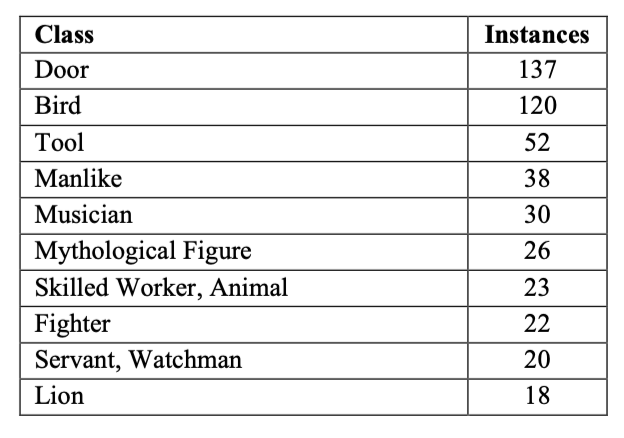 Class Instances
Door 137
Bird 120
Tool 52
Manlike 38
Musician 30
Mythological Figure 26
Skilled Worker, Animal 23
Fighter 22
Servant, Watchman 20
Lion 18